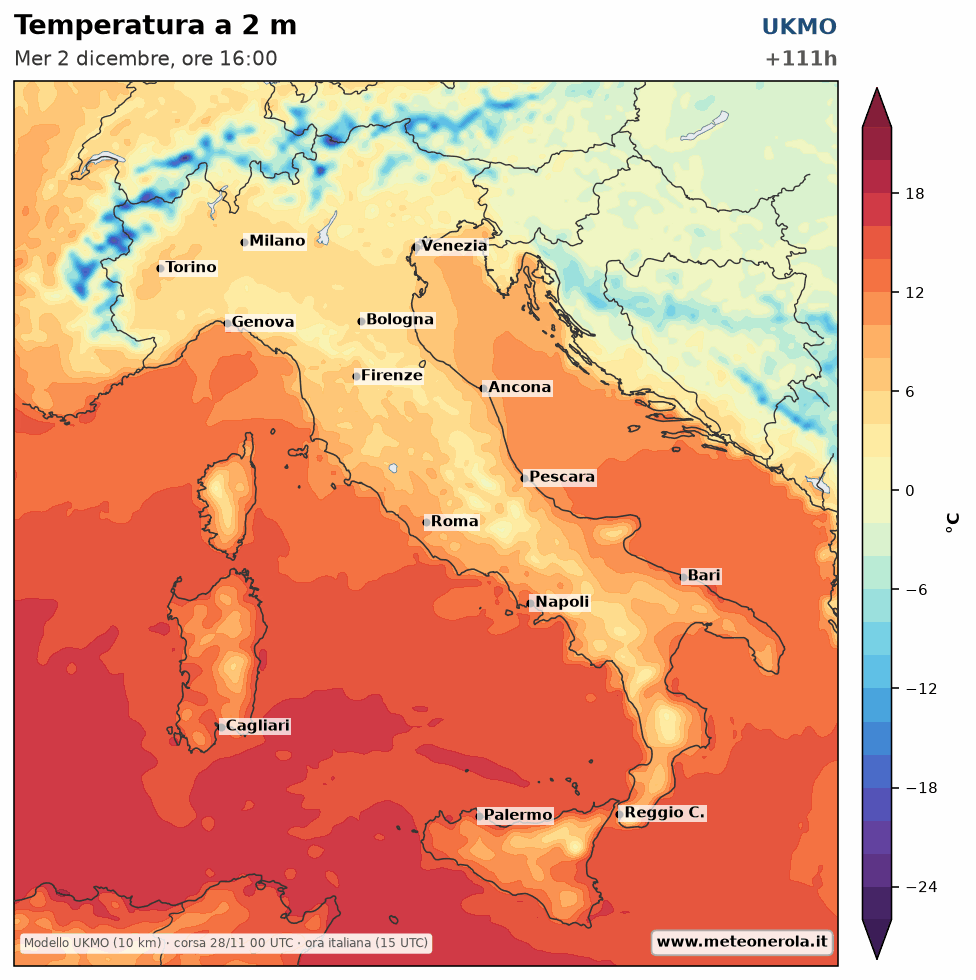 Temperatura a 2 m
UKMO
Mer 2 dicembre, ore 16:00
+111h
Milano
Venezia
Torino
Genova
Bologna
Firenze
Ancona
Pescara
Roma
Bari
Napoli
Cagliari
Palermo
Reggio C.
18
12
6
0
−6
−12
−18
−24
°C
Modello UKMO (10 km) · corsa 28/11 00 UTC · ora italiana (15 UTC)
www.meteonerola.it